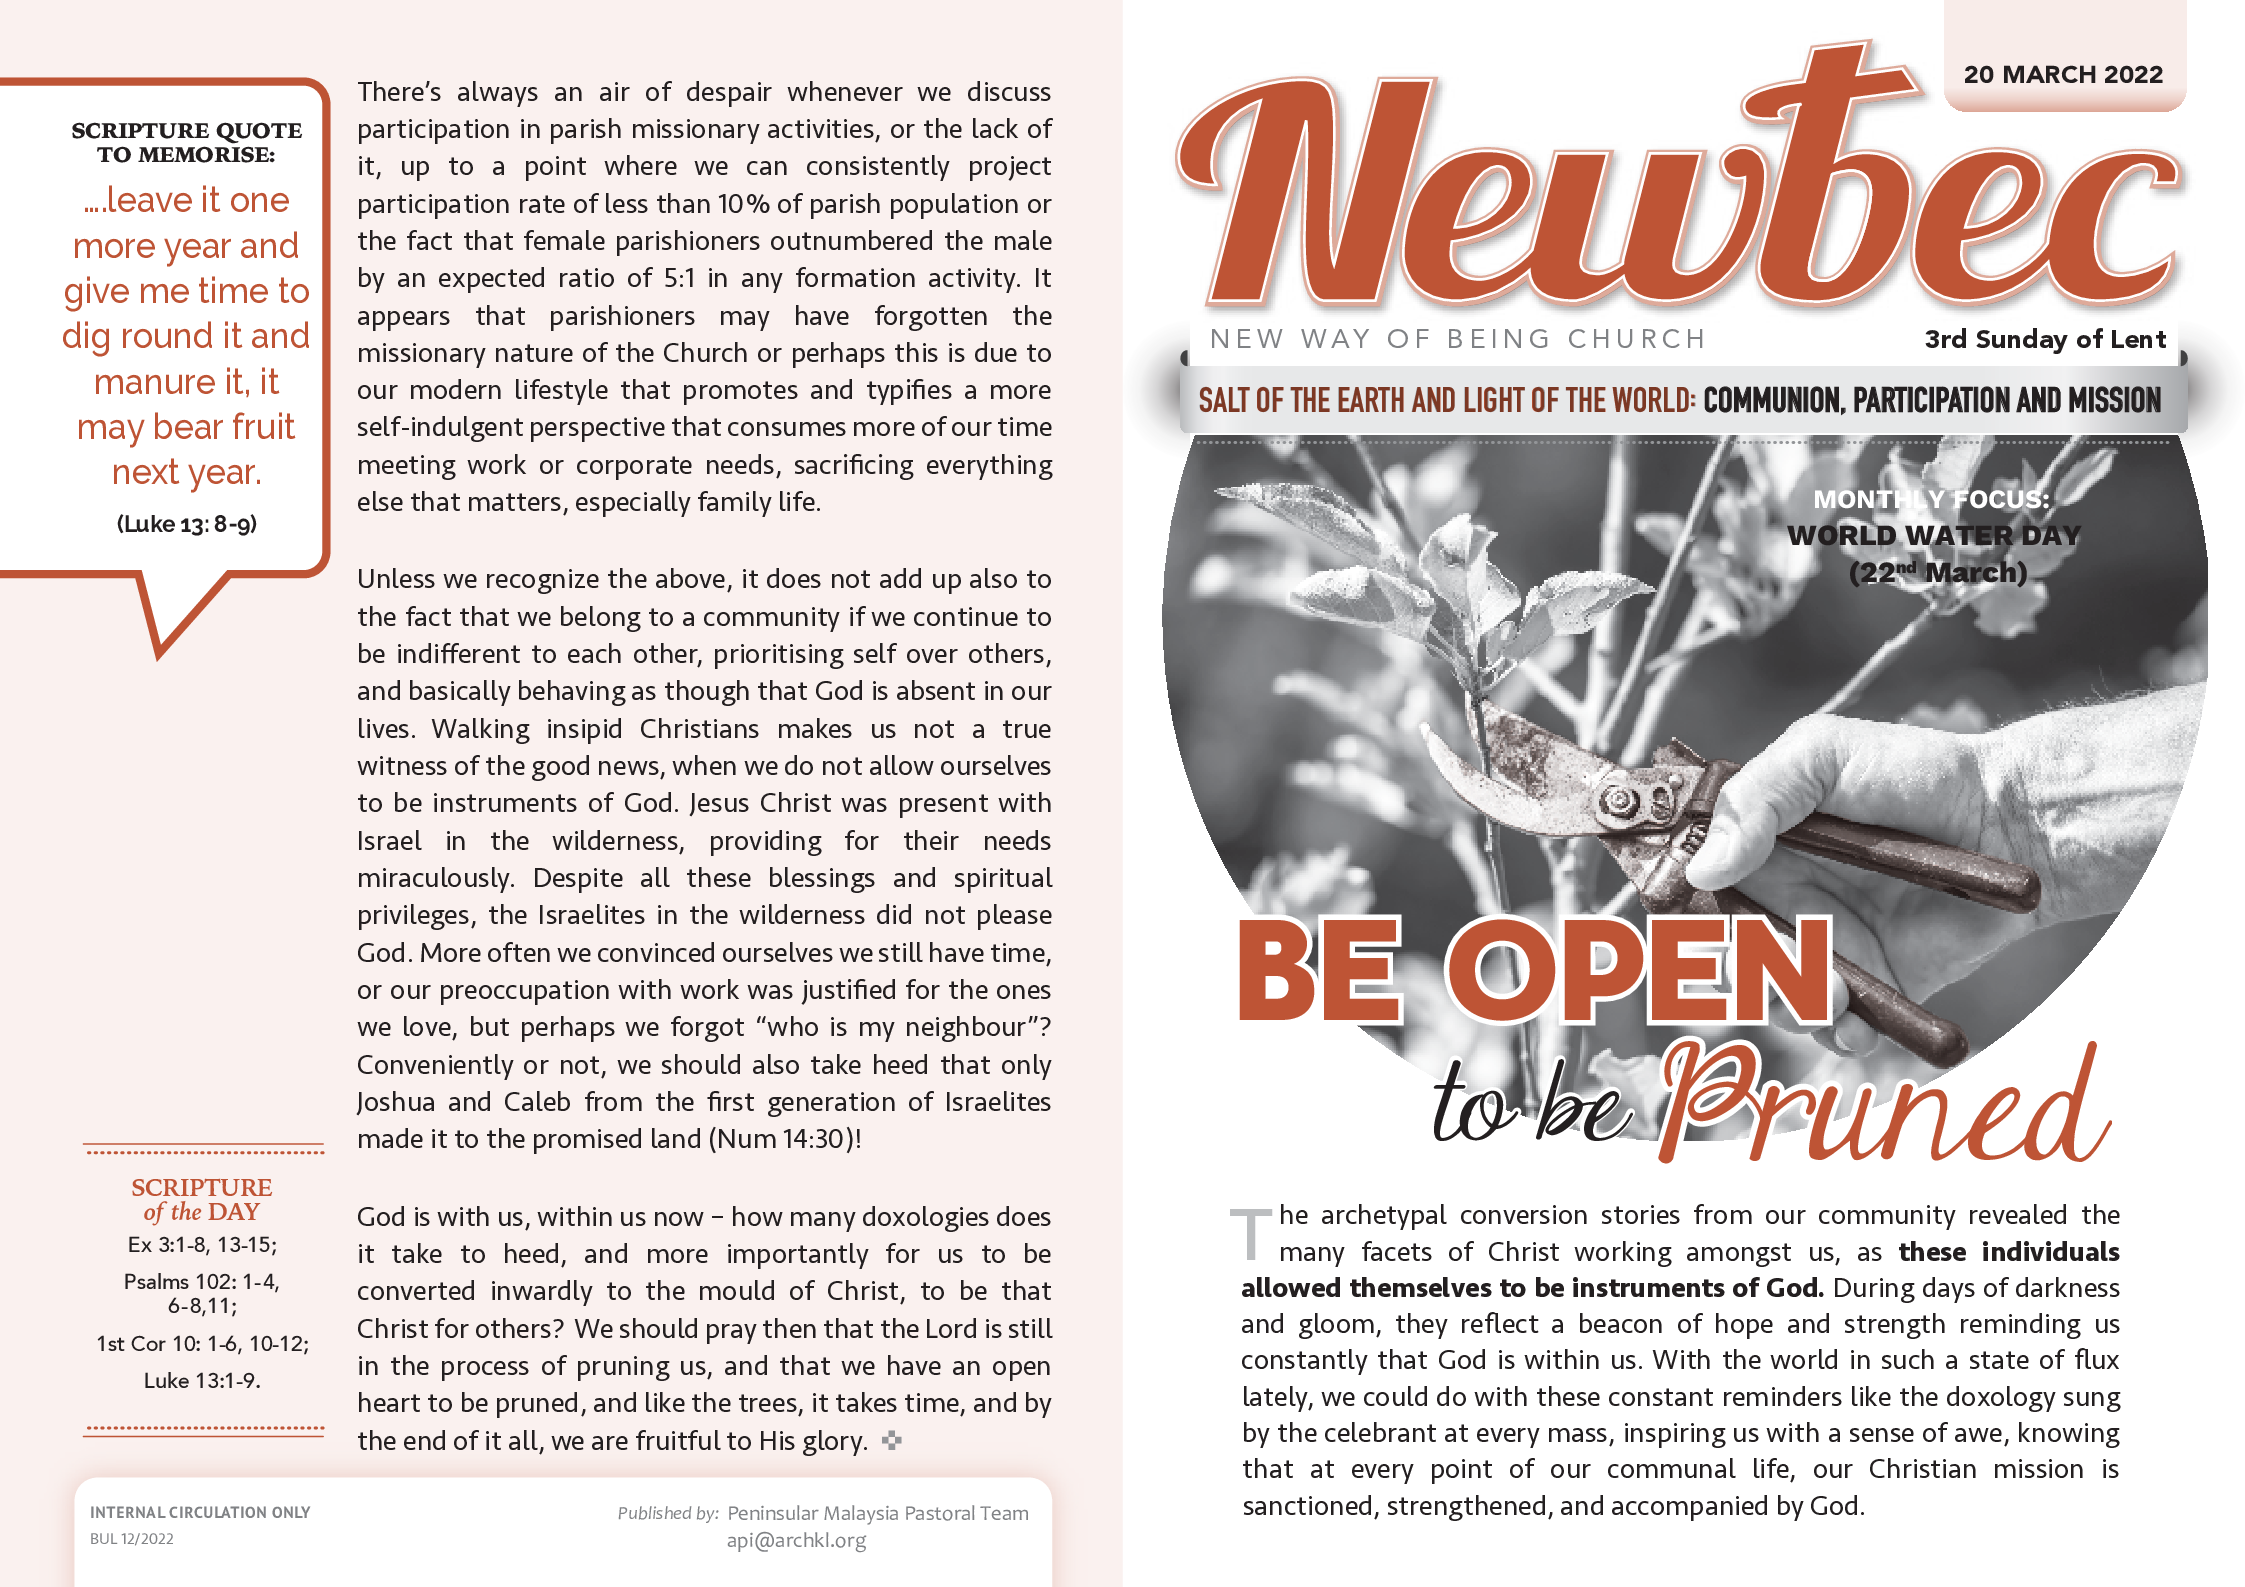 SCRIPTURE QUOTE
TO MEMORISE:
....leave it one
more year and
give me time to
dig round it and
manure it, it
may bear fruit
next year.
(Luke 13: 8-9)
SCRIPTURE
of the DAY
Ex 3:1-8, 13-15;
Psalms 102: 1-4,
6-8,11;
1st Cor 10: 1-6, 10-12;
Luke 13:1-9.
There’s always an air of despair whenever we discuss
participation in parish missionary activities, or the lack of
it, up to a point where we can consistently project
participation rate of less than 10% of parish population or
the fact that female parishioners outnumbered the male
by an expected ratio of 5:1 in any formation activity. It
appears that parishioners may have forgotten the
missionary nature of the Church or perhaps this is due to
our modern lifestyle that promotes and typifies a more
self-indulgent perspective that consumes more of our time
meeting work or corporate needs, sacrificing everything
else that matters, especially family life.
Unless we recognize the above, it does not add up also to
the fact that we belong to a community if we continue to
be indifferent to each other, prioritising self over others,
and basically behaving as though that God is absent in our
lives. Walking insipid Christians makes us not a true
witness of the good news, when we do not allow ourselves
to be instruments of God. Jesus Christ was present with
Israel in the wilderness, providing for their needs
miraculously. Despite all these blessings and spiritual
privileges, the Israelites in the wilderness did not please
God. More often we convinced ourselves we still have time,
or our preoccupation with work was justified for the ones
we love, but perhaps we forgot “who is my neighbour”?
Conveniently or not, we should also take heed that only
Joshua and Caleb from the first generation of Israelites
made it to the promised land (Num 14:30)!
God is with us, within us now – how many doxologies does
it take to heed, and more importantly for us to be
converted inwardly to the mould of Christ, to be that
Christ for others? We should pray then that the Lord is still
in the process of pruning us, and that we have an open
heart to be pruned, and like the trees, it takes time, and by
the end of it all, we are fruitful to His glory.
INTERNAL CIRCULATION ONLY
BUL 12/2022
Published by: Peninsular Malaysia Pastoral Team
api@archkl.org
20 MARCH 2022
Newbec
NEW WAY OF BEING CHURCH
3rd Sunday of Lent
SALT OF THE EARTH AND LIGHT OF THE WORLD: COMMUNION, PARTICIPATION AND MISSION
MONTHLY FOCUS:
WORLD WATER DAY
(22nd March)
BE OPEN
to be Pruned
The archetypal conversion stories from our community revealed the
many facets of Christ working amongst us, as these individuals
allowed themselves to be instruments of God. During days of darkness
and gloom, they reflect a beacon of hope and strength reminding us
constantly that God is within us. With the world in such a state of flux
lately, we could do with these constant reminders like the doxology sung
by the celebrant at every mass, inspiring us with a sense of awe, knowing
that at every point of our communal life, our Christian mission is
sanctioned, strengthened, and accompanied by God.